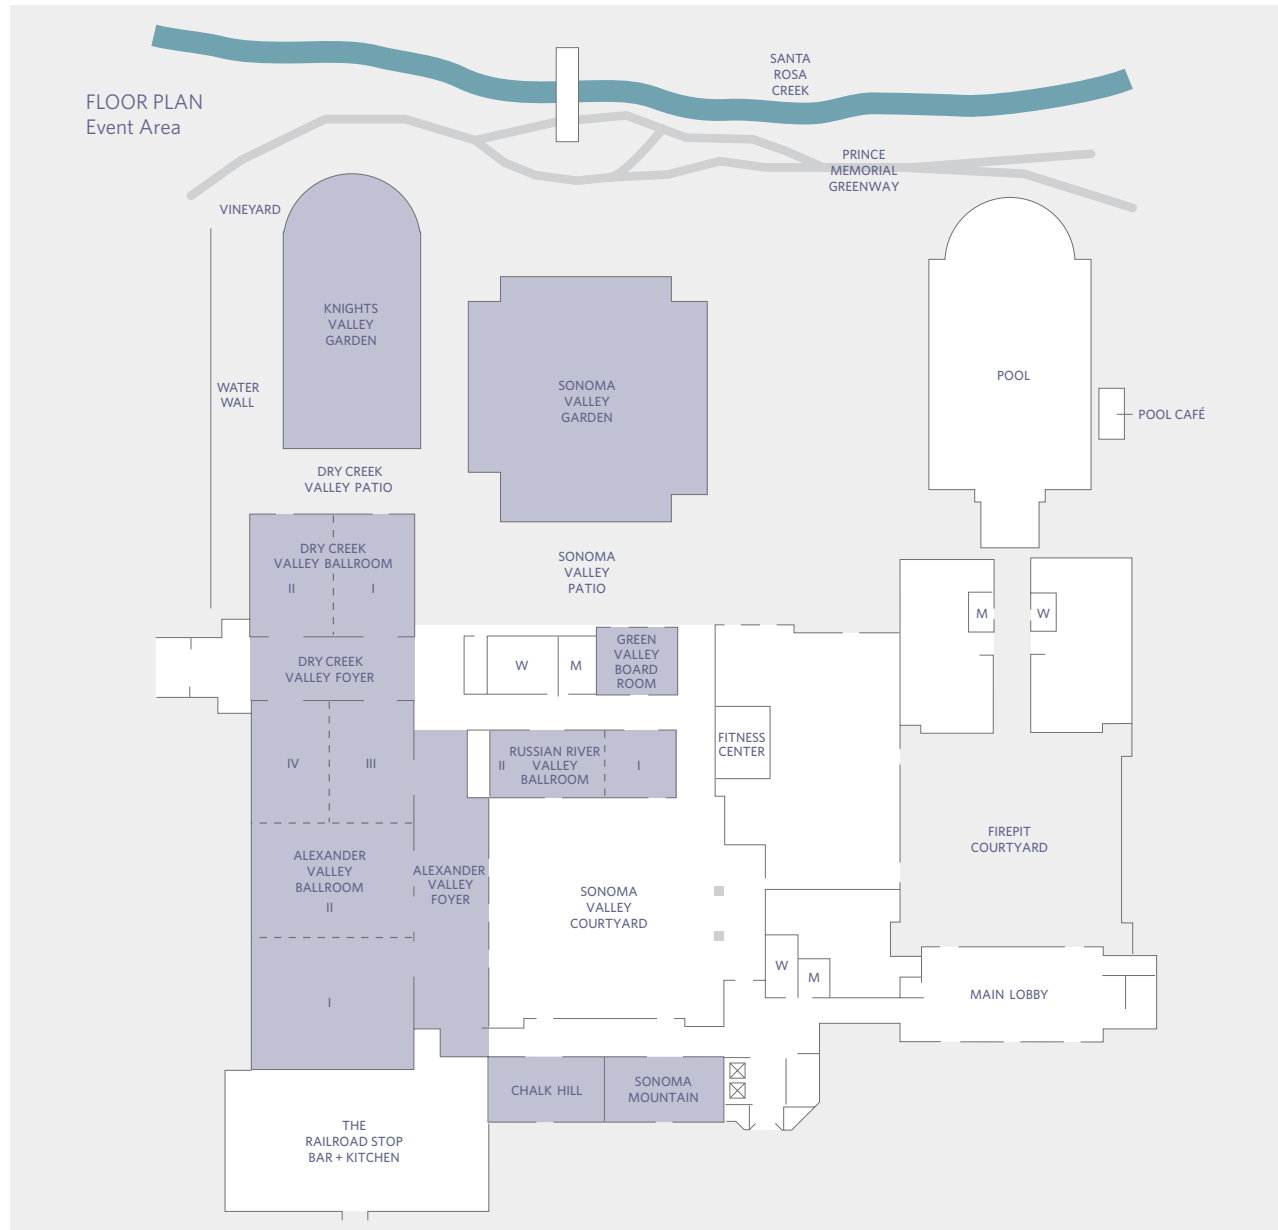 SANTA
ROSA
CREEK
FLOOR PLAN
Event Area
PRINCE
MEMORIAL
GREENWAY
VINEYARD
KNIGHTS
VALLEY
GARDEN
WATER
WALL
SONOMA
VALLEY
GARDEN
POOL
POOL CAFÉ
DRY CREEK
VALLEY PATIO
SONOMA
VALLEY
PATIO
DRY CREEK
VALLEY BALLROOM
II I
M W
DRY CREEK
VALLEY FOYER
W M
GREEN
VALLEY
BOARD
ROOM
IV III
RUSSIAN RIVER
VALLEY
BALLROOM
II I
FITNESS
CENTER
FIREPIT
COURTYARD
ALEXANDER
VALLEY
BALLROOM
II
ALEXANDER
VALLEY
FOYER
SONOMA
VALLEY
COURTYARD
W M
MAIN LOBBY
I
CHALK HILL
SONOMA
MOUNTAIN
THE
RAILROAD STOP
BAR + KITCHEN